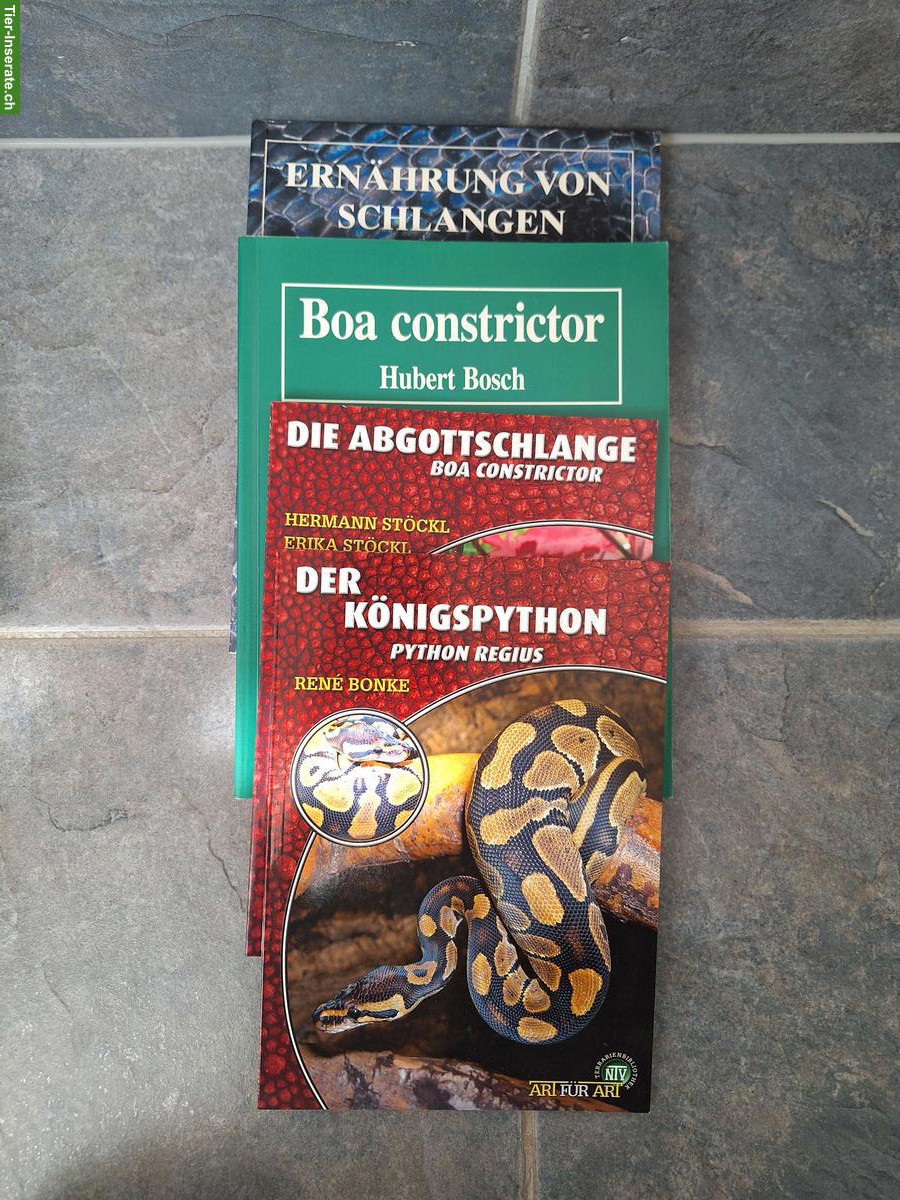 Tier-Inserate.ch
ERNÄHRUNG VON
SCHLANGEN
Boa constrictor
Hubert Bosch
DIE ABGOTTSCHLANGE
BOA CONSTRICTOR
HERMANN STÖCKL
ERIKA STÖCKL
DER
KÖNIGSPYTHON
PYTHON REGIUS
RENÉ BONKE
TERRARIENBIBLIOTHEK
NTV
ART FÜR ART